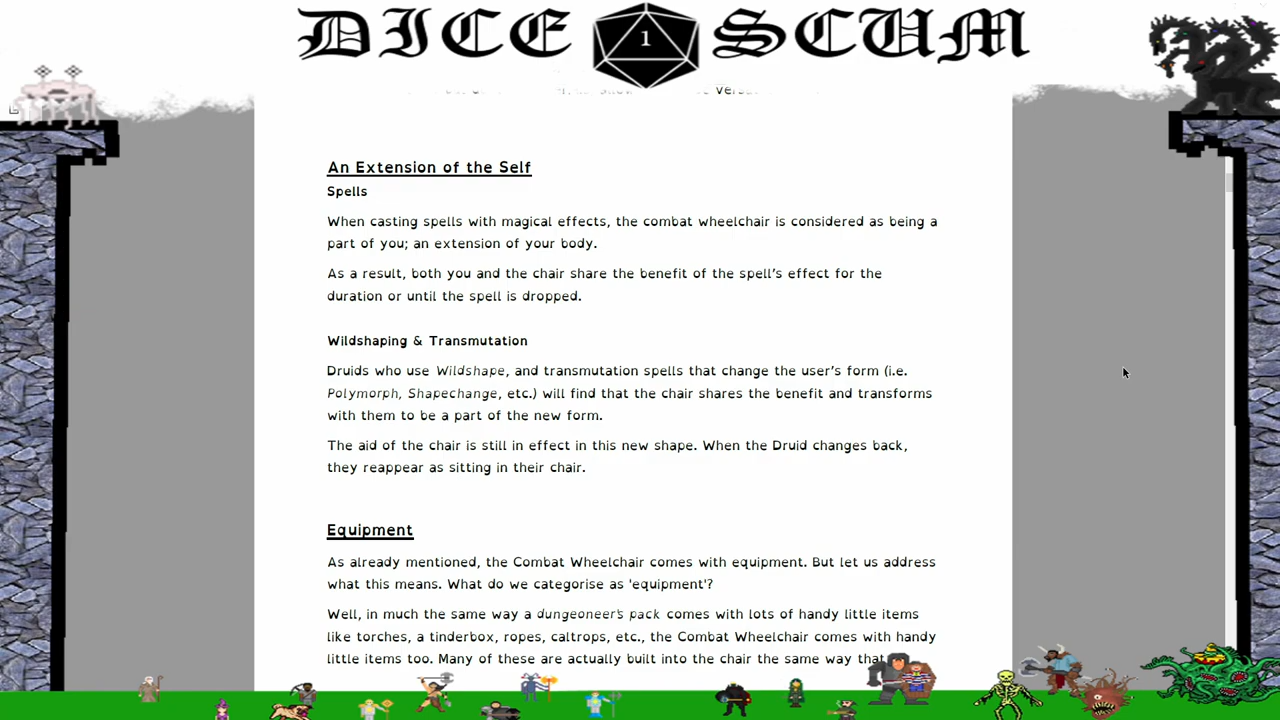 DICE 1 SCUM
An Extension of the Self
Spells
When casting spells with magical effects, the combat wheelchair is considered as being a
part of you; an extension of your body.
As a result, both you and the chair share the benefit of the spell's effect for the
duration or until the spell is dropped.
Wildshaping & Transmutation
Druids who use Wildshape, and transmutation spells that change the user's form (i.e.
Polymorph, Shapechange, etc.) will find that the chair shares the benefit and transforms
with them to be a part of the new form.
The aid of the chair is still in effect in this new shape. When the Druid changes back,
they reappear as sitting in their chair.
Equipment
As already mentioned, the Combat Wheelchair comes with equipment. But let us address
what this means. What do we categorise as 'equipment'?
Well, in much the same way a dungeoneer's pack comes with lots of handy little items
like torches, a tinderbox, ropes, caltrops, etc., the Combat Wheelchair comes with handy
little items too. Many of these are actually built into the chair the same way that